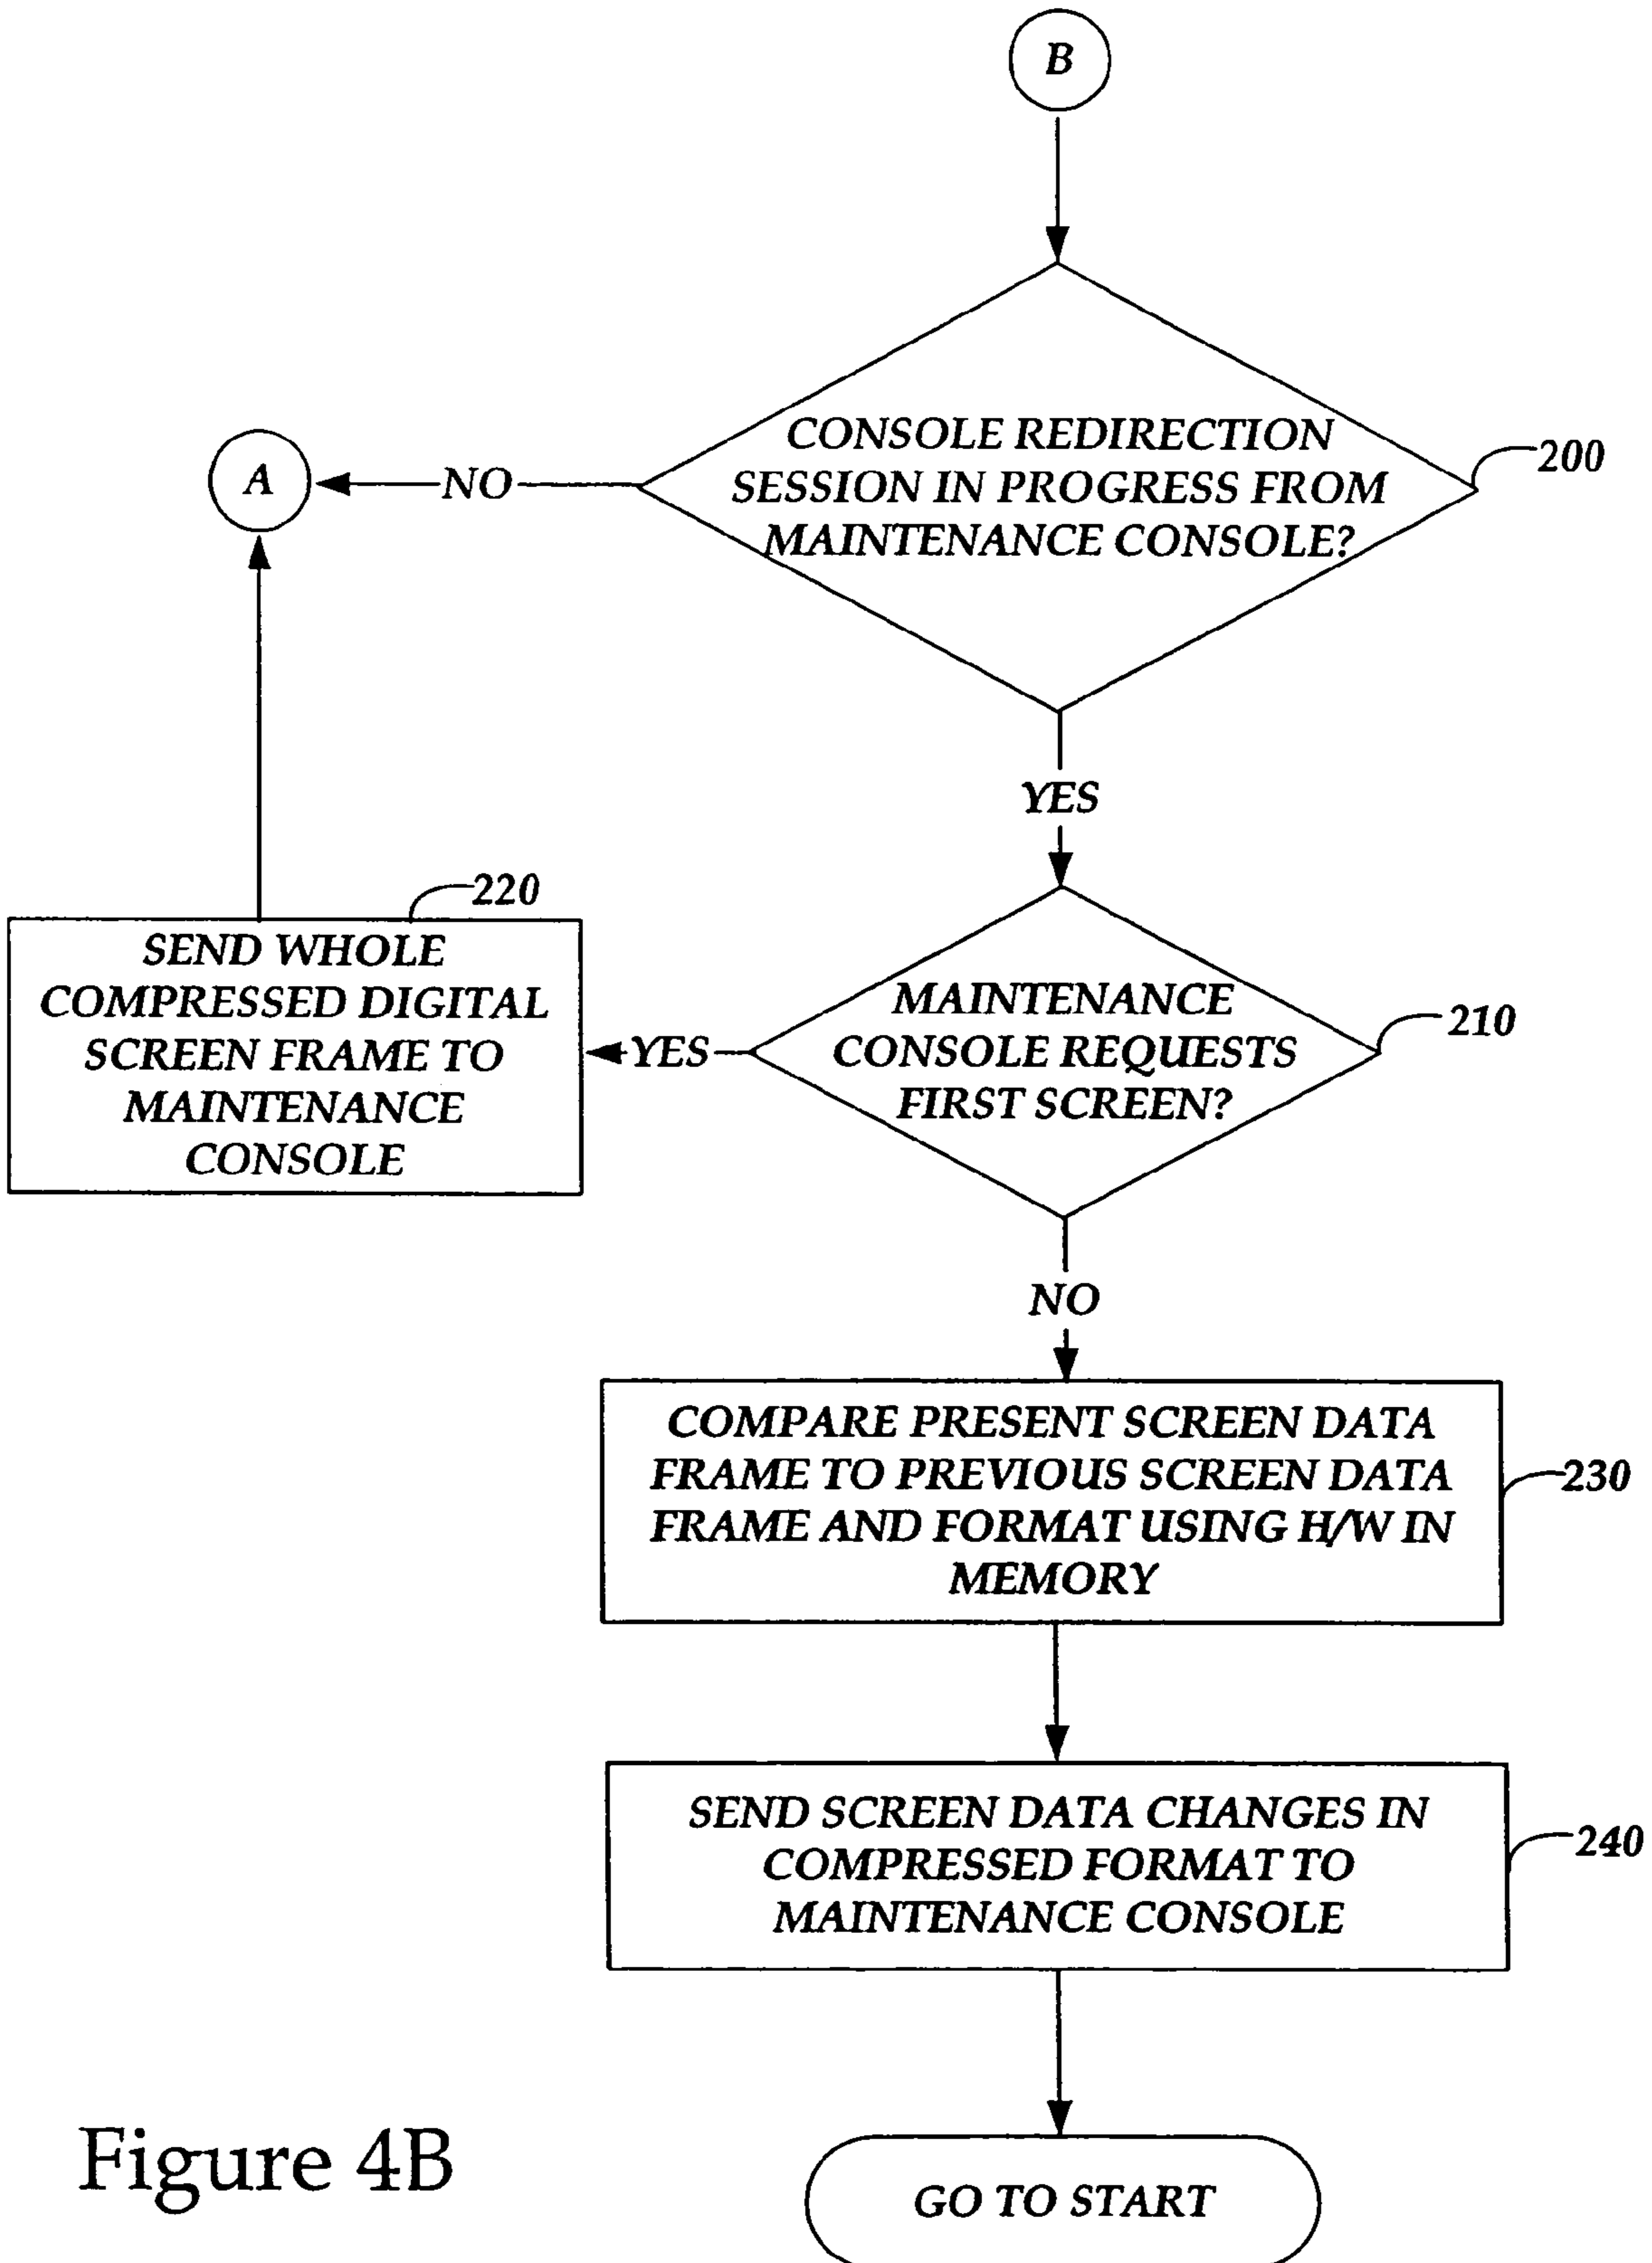 B
CONSOLE REDIRECTION
SESSION IN PROGRESS FROM
MAINTENANCE CONSOLE?
200
A
NO
YES
220
SEND WHOLE
COMPRESSED DIGITAL
SCREEN FRAME TO
MAINTENANCE
CONSOLE
YES
MAINTENANCE
CONSOLE REQUESTS
FIRST SCREEN?
210
NO
COMPARE PRESENT SCREEN DATA
FRAME TO PREVIOUS SCREEN DATA
FRAME AND FORMAT USING H/W IN
MEMORY
230
SEND SCREEN DATA CHANGES IN
COMPRESSED FORMAT TO
MAINTENANCE CONSOLE
240
GO TO START
Figure 4B